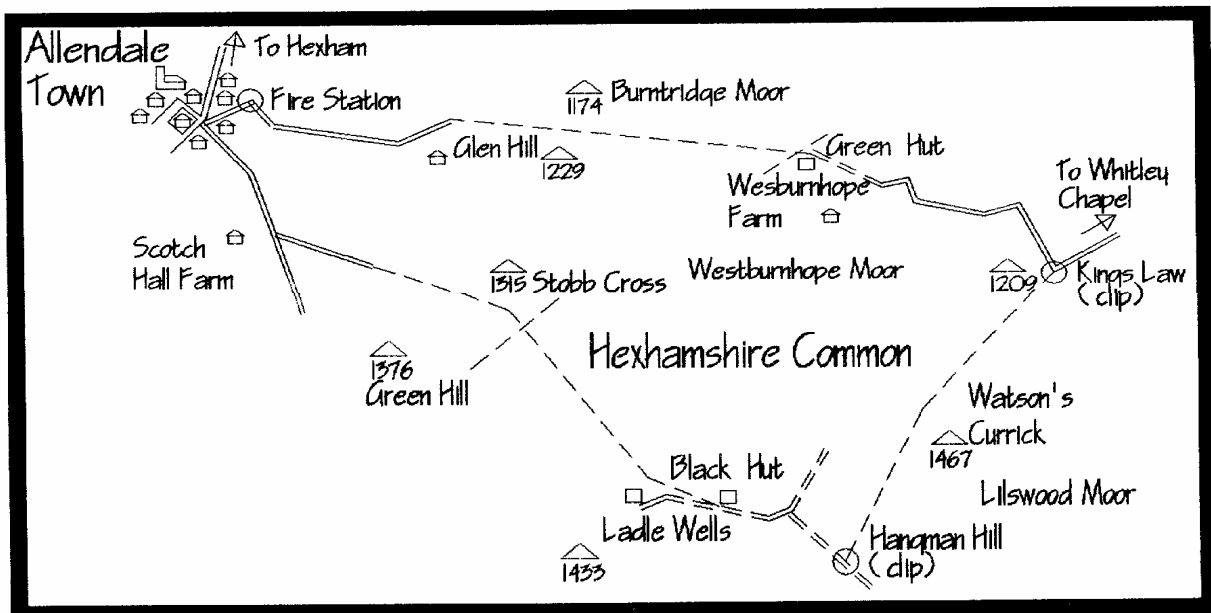 Allendale
Town
To Hexham
Fire Station
1174 Burntridge Moor
Glen Hill
1229
Green Hut
Wesburnhope
Farm
To Whitley
Chapel
Scotch
Hall Farm
1315 Stobb Cross
Westburnhope Moor
1209
Kings Law
(clip)
Hexhamshire Common
1376
Green Hill
Watson's
Currick
1467
Black Hut
Lilswood Moor
Ladle Wells
Hangman Hill
(clip)
1433